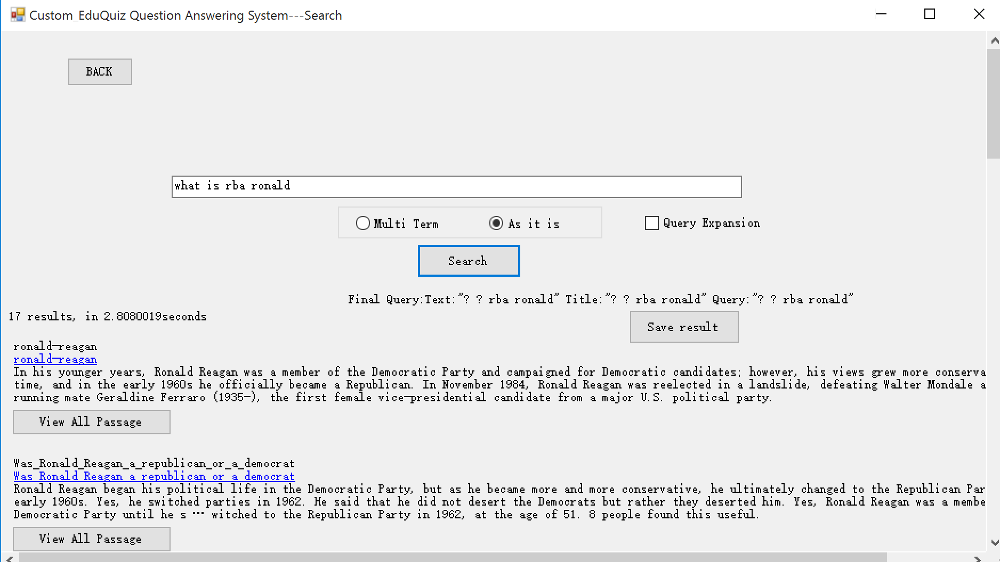 Custom_EduQuiz Question Answering System---Search
BACK
what is rba ronald
Multi Term
As it is
Query Expansion
Search
Final Query:Text:"? ? rba ronald" Title:"? ? rba ronald" Query:"? ? rba ronald"
17 results, in 2.8080019seconds
Save result
ronald-reagan
ronald-reagan
In his younger years, Ronald Reagan was a member of the Democratic Party and campaigned for Democratic candidates; however, his views grew more conserva
time, and in the early 1960s he officially became a Republican. In November 1984, Ronald Reagan was reelected in a landslide, defeating Walter Mondale a
running mate Geraldine Ferraro (1935-), the first female vice-presidential candidate from a major U.S. political party.
View All Passage
Was_Ronald_Reagan_a_republican_or_a_democrat
Was_Ronald_Reagan_a_republican_or_a_democrat
Ronald Reagan began his political life in the Democratic Party, but as he became more and more conservative, he ultimately changed to the Republican Par
early 1960s. Yes, he switched parties in 1962. He said that he did not desert the Democrats but rather they deserted him. Yes, Ronald Reagan was a membe
Democratic Party until he s … witched to the Republican Party in 1962, at the age of 51. 8 people found this useful.
View All Passage